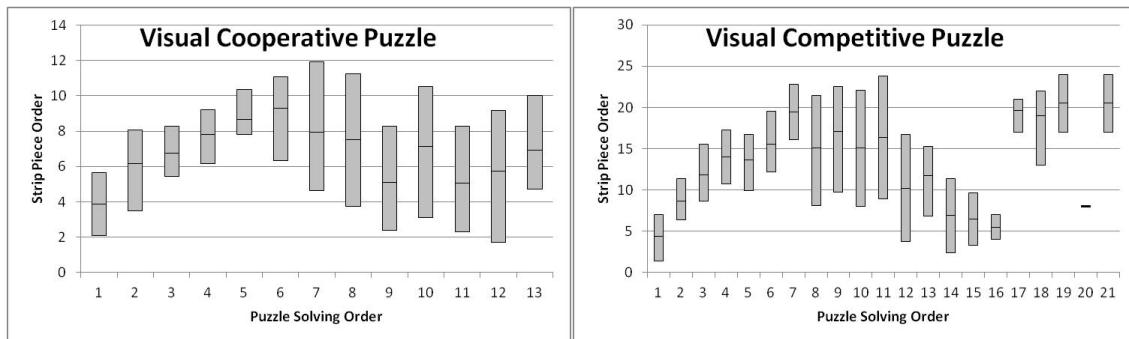 Visual Cooperative Puzzle
14
12
10
8
6
4
2
0
Strip Piece Order
1 2 3 4 5 6 7 8 9 10 11 12 13
Puzzle Solving Order
Visual Competitive Puzzle
30
25
20
15
10
5
0
Strip Piece Order
1 2 3 4 5 6 7 8 9 10 11 12 13 14 15 16 17 18 19 20 21
Puzzle Solving Order